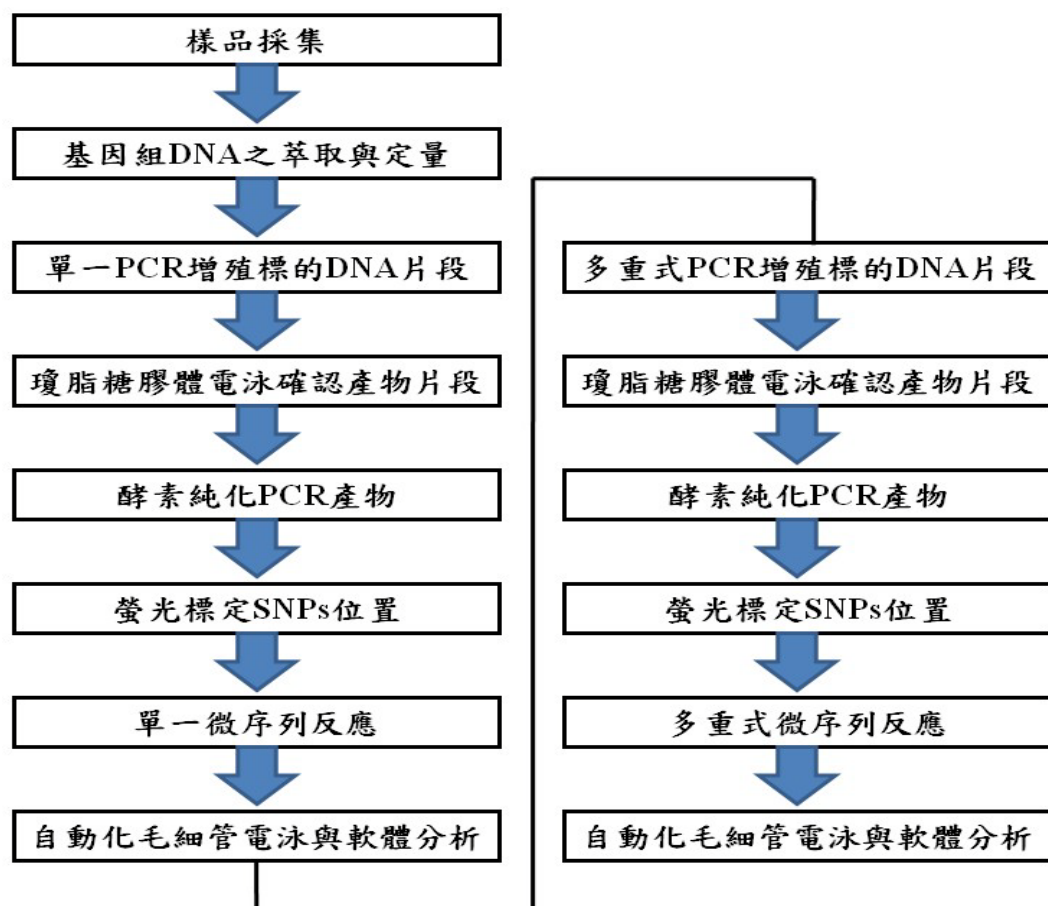 樣品採集
基因組DNA之萃取與定量
單一PCR增殖標的DNA片段
瓊脂糖膠體電泳確認產物片段
酵素純化PCR產物
螢光標定SNPs位置
單一微序列反應
自動化毛細管電泳與軟體分析
多重式PCR增殖標的DNA片段
瓊脂糖膠體電泳確認產物片段
酵素純化PCR產物
螢光標定SNPs位置
多重式微序列反應
自動化毛細管電泳與軟體分析